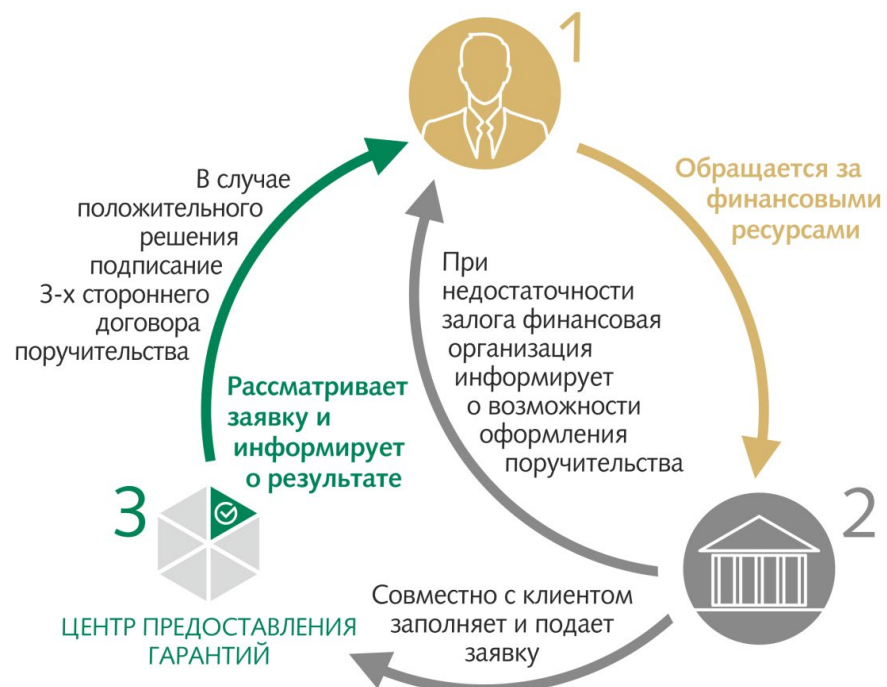 1
Обращается за
финансовыми
ресурсами
В случае
положительного
решения
подписание
3-х стороннего
договора
поручительства
При
недостаточности
залога финансовая
организация
информирует
о возможности
оформления
поручительства
Рассматривает
заявку и
информирует
о результате
2
3
ЦЕНТР ПРЕДОСТАВЛЕНИЯ
ГАРАНТИЙ
Совместно с клиентом
заполняет и подает
заявку